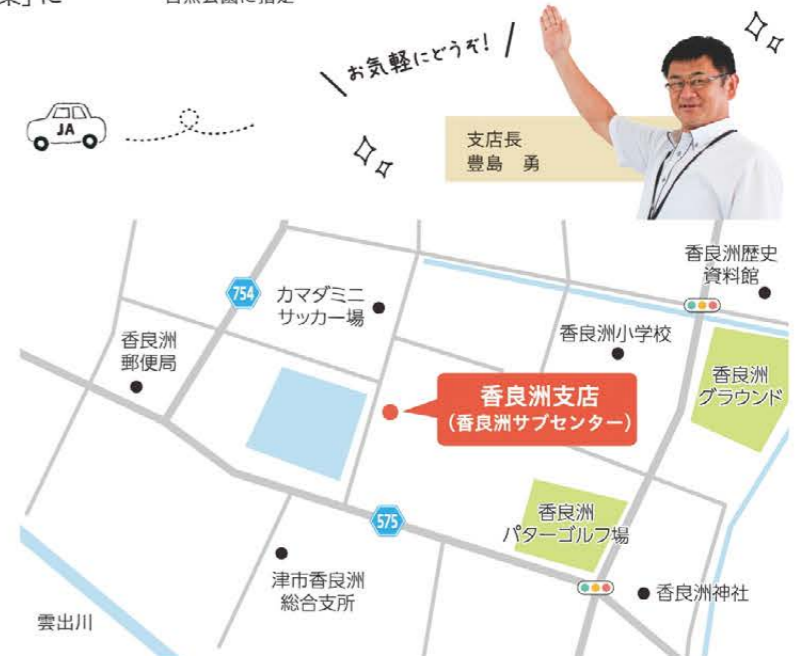 お気軽にどうぞ!
JA
支店長
豊島 勇
香良洲歴史
資料館
754
カマダミニ
サッカー場
香良洲
郵便局
香良洲小学校
香良洲
グラウンド
香良洲支店
(香良洲サブセンター)
575
香良洲
パターゴルフ場
津市香良洲
総合支所
香良洲神社
雲出川